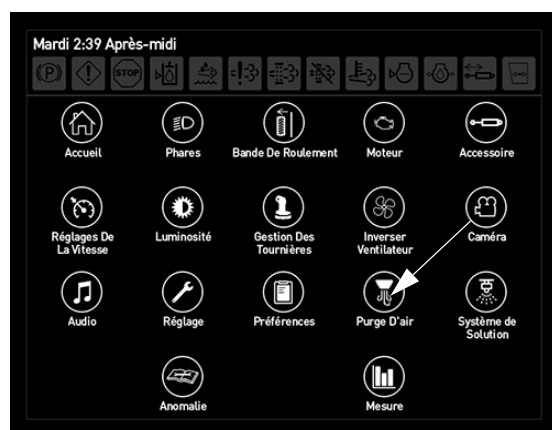 Mardi 2:39 Après-midi
(P) STOP
Accueil Phares Bande De Roulement Moteur Accessoire
Réglages De La Vitesse Luminosité Gestion Des Tournières Inverser Ventilateur Caméra
Audio Réglage Préférences Purge D'air Système de Solution
Anomalie Mesure